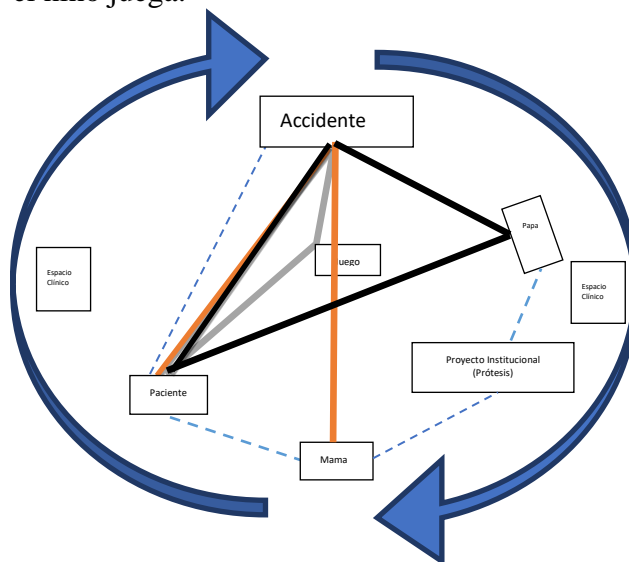 el niño juega.
Accidente
Papa
Espacio
Clínico
uego
Espacio
Clínico
Proyecto Institucional
(Prótesis)
Paciente
Mama